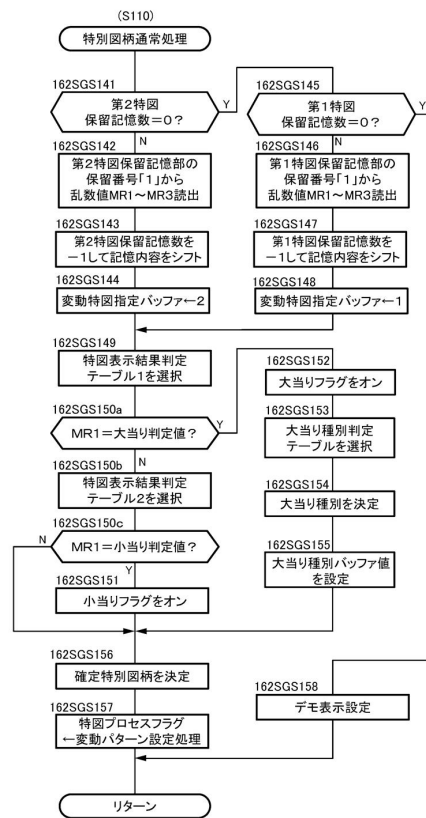 (S110)
特別図柄通常処理
162SGS141
第2特図
保留記憶数=0?
Y
N
162SGS145
第1特図
保留記憶数=0?
Y
N
162SGS142
第2特図保留記憶部の
保留番号「1」から
乱数値MR1~MR3読出
162SGS146
第1特図保留記憶部の
保留番号「1」から
乱数値MR1~MR3読出
162SGS143
第2特図保留記憶数を
-1して記憶内容をシフト
162SGS147
第1特図保留記憶数を
-1して記憶内容をシフト
162SGS144
変動特図指定バッファ←2
162SGS148
変動特図指定バッファ←1
162SGS149
特図表示結果判定
テーブル1を選択
162SGS150a
MR1=大当り判定値?
Y
N
162SGS150b
特図表示結果判定
テーブル2を選択
162SGS150c
MR1=小当り判定値?
N
Y
162SGS151
小当りフラグをオン
162SGS152
大当りフラグをオン
162SGS153
大当り種別判定
テーブルを選択
162SGS154
大当り種別を決定
162SGS155
大当り種別バッファ値
を設定
162SGS156
確定特別図柄を決定
162SGS157
特図プロセスフラグ
←変動パターン設定処理
162SGS158
デモ表示設定
リターン